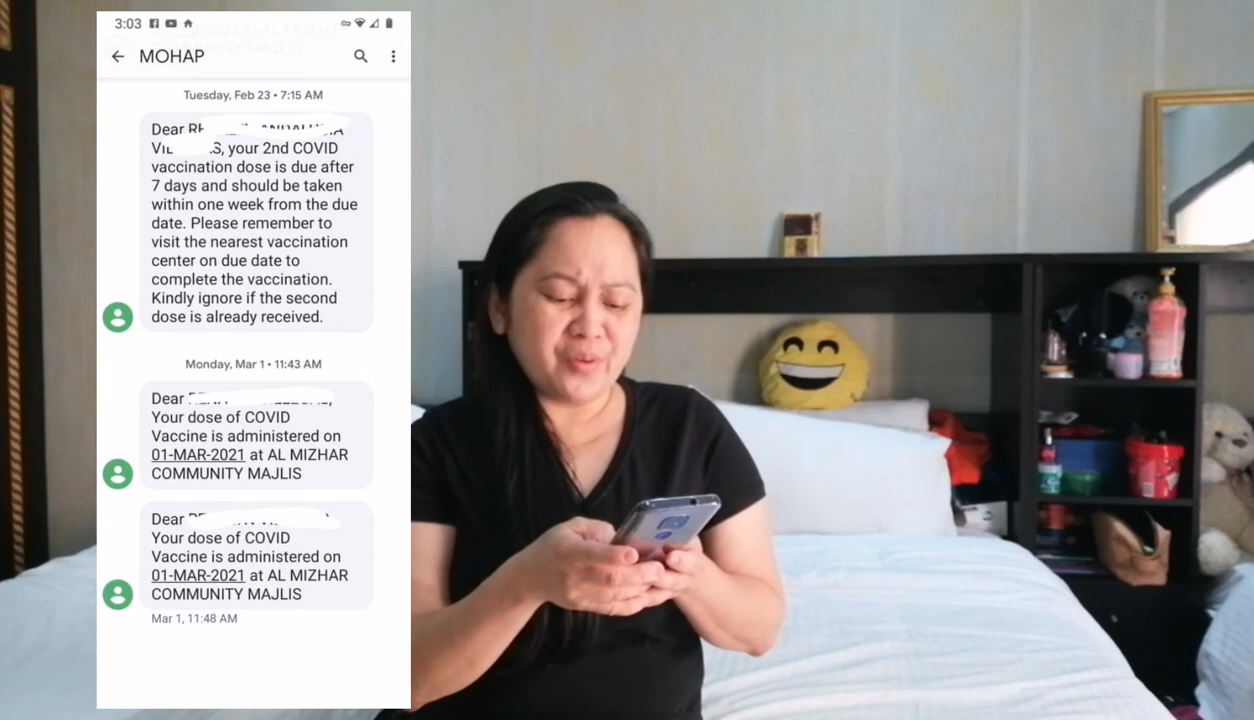 3:03
MOHAP
Tuesday, Feb 23 • 7:15 AM
Dear
your 2nd COVID
vaccination dose is due after
7 days and should be taken
within one week from the due
date. Please remember to
visit the nearest vaccination
center on due date to
complete the vaccination.
Kindly ignore if the second
dose is already received.
Monday, Mar 1 • 11:43 AM
Dear
Your dose of COVID
Vaccine is administered on
01-MAR-2021 at AL MIZHAR
COMMUNITY MAJLIS
Dear
Your dose of COVID
Vaccine is administered on
01-MAR-2021 at AL MIZHAR
COMMUNITY MAJLIS
Mar 1, 11:48 AM